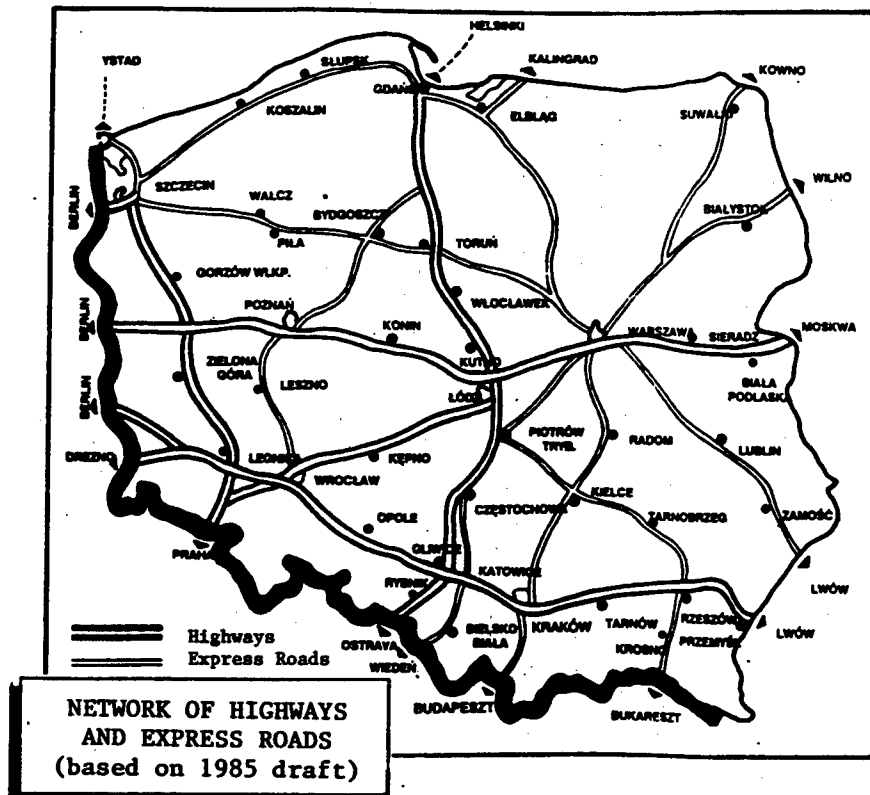 HELSINKI
YSTAD
SŁUPSK
KALINGRAD
KOWNO
GDAŃSK
KOSZALIN
ELBLĄG
SUWAŁKI
SZCZECIN
WILNO
BERLIN
WAŁCZ
BYDGOSZCZ
BIAŁYSTOK
PIŁA
TORUŃ
GORZÓW WLKP.
WŁOCŁAWEK
POZNAŃ
BERLIN
KONIN
WARSZAWA
SIERADZ
MOSKWA
ZIELONA
GÓRA
KUTNO
LESZNO
BIAŁA
PODLASKA
BERLIN
ŁÓDŹ
PIOTRÓW
TRYB.
RADOM
LUBLIN
DREZNO
LEGNICA
KĘPNO
WROCŁAW
KIELCE
CZĘSTOCHOWA
TARNOBRZEG
ZAMOŚĆ
OPOLE
PRAHA
GLIWICE
KATOWICE
RYBNIK
LWÓW
Highways
OSTRAVA
BIELSKO
BIAŁA
KRAKÓW
TARNÓW
RZESZÓW
PRZEMYŚL
LWÓW
KROSNO
Express Roads
WIEDEŃ
BUDAPESZT
BUKARESZT
NETWORK OF HIGHWAYS
AND EXPRESS ROADS
(based on 1985 draft)